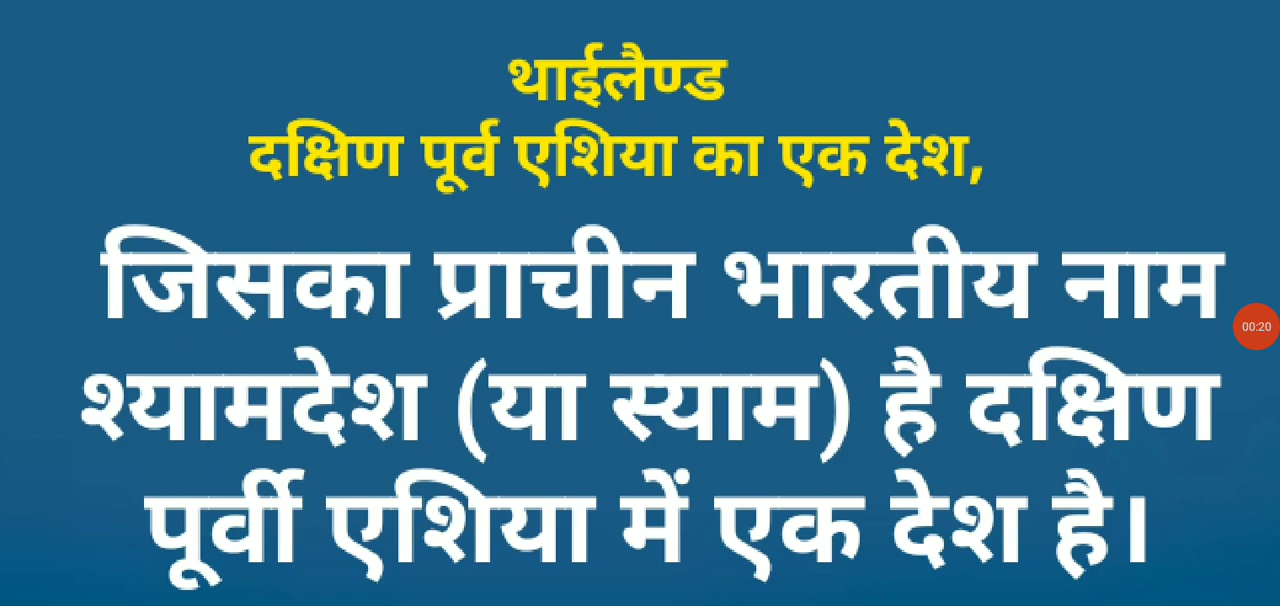 थाईलैण्ड
दक्षिण पूर्व एशिया का एक देश,
जिसका प्राचीन भारतीय नाम
श्यामदेश (या स्याम) है दक्षिण
पूर्वी एशिया में एक देश है।
00:20